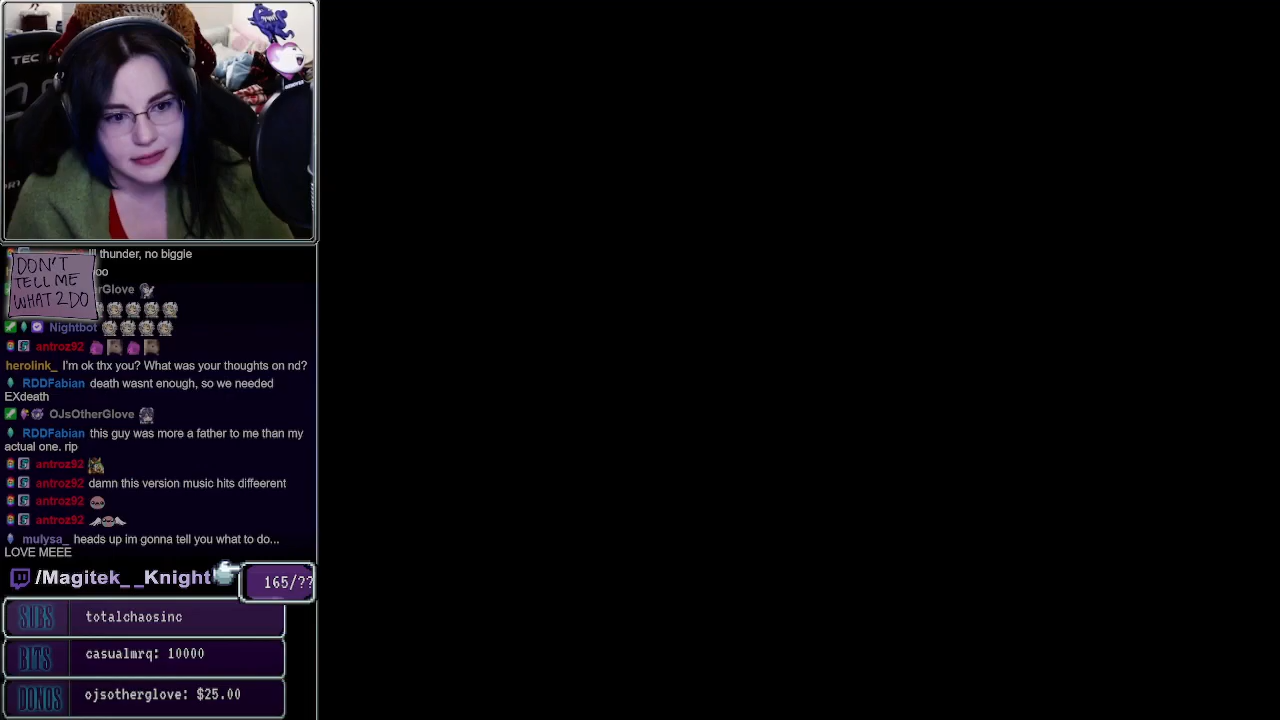 TEC
lll thunder, no biggie
DON'T
TELL ME
WHAT 2 DO
oo
rGlove
Nightbot
antroz92
herolink_ I'm ok thx you? What was your thoughts on nd?
RDDFabian death wasnt enough, so we needed
EXdeath
OJsOtherGlove
RDDFabian this guy was more a father to me than my
actual one. rip
antroz92
antroz92 damn this version music hits diffeerent
antroz92
antroz92
mulysa_ heads up im gonna tell you what to do...
LOVE MEEE
/Magitek__Knight
165/??
SUBS totalchaosinc
BITS casualmrq: 10000
DONOS ojsotherglove: $25.00